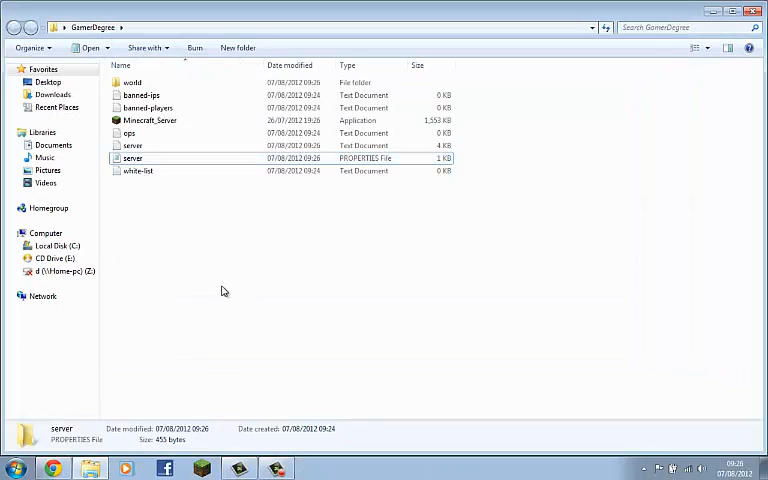 GamerDegree
Search GamerDegree
Organize Open Share with Burn New folder
Name Date modified Type Size
Favorites
Desktop
Downloads
Recent Places
Libraries
Documents
Music
Pictures
Videos
Homegroup
Computer
Local Disk (C:)
CD Drive (E:)
d (\\Home-pc) (Z:)
Network
world 07/08/2012 09:26 File folder
banned-ips 07/08/2012 09:24 Text Document 0 KB
banned-players 07/08/2012 09:24 Text Document 0 KB
Minecraft_Server 26/07/2012 19:26 Application 1,553 KB
ops 07/08/2012 09:24 Text Document 0 KB
server 07/08/2012 09:26 Text Document 4 KB
server 07/08/2012 09:26 PROPERTIES File 1 KB
white-list 07/08/2012 09:24 Text Document 0 KB
server Date modified: 07/08/2012 09:26 Date created: 07/08/2012 09:24
PROPERTIES File Size: 455 bytes
09:26
07/08/2012